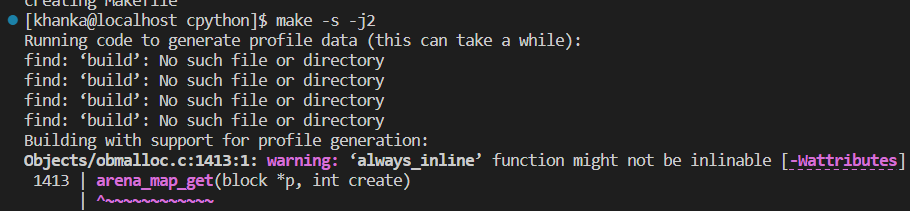 creating Makefile
[khanka@localhost cpython]$ make -s -j2
Running code to generate profile data (this can take a while):
find: ‘build’: No such file or directory
find: ‘build’: No such file or directory
find: ‘build’: No such file or directory
find: ‘build’: No such file or directory
Building with support for profile generation:
Objects/obmalloc.c:1413:1: warning: ‘always_inline’ function might not be inlinable [-Wattributes]
 1413 | arena_map_get(block *p, int create)
      | ^~~~~~~~~~~~~